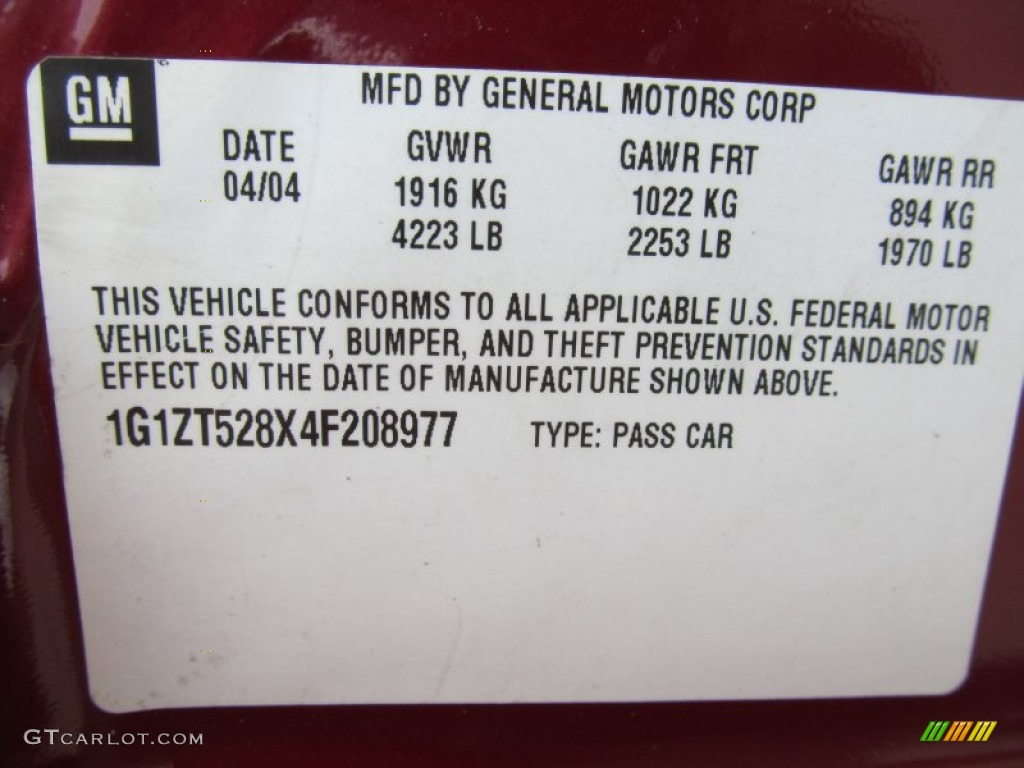 GM
MFD BY GENERAL MOTORS CORP
DATE GVWR GAWR FRT GAWR RR
04/04 1916 KG 1022 KG 894 KG
4223 LB 2253 LB 1970 LB
THIS VEHICLE CONFORMS TO ALL APPLICABLE U.S. FEDERAL MOTOR
VEHICLE SAFETY, BUMPER, AND THEFT PREVENTION STANDARDS IN
EFFECT ON THE DATE OF MANUFACTURE SHOWN ABOVE.
1G1ZT528X4F208977 TYPE: PASS CAR
GTCARLOT.COM